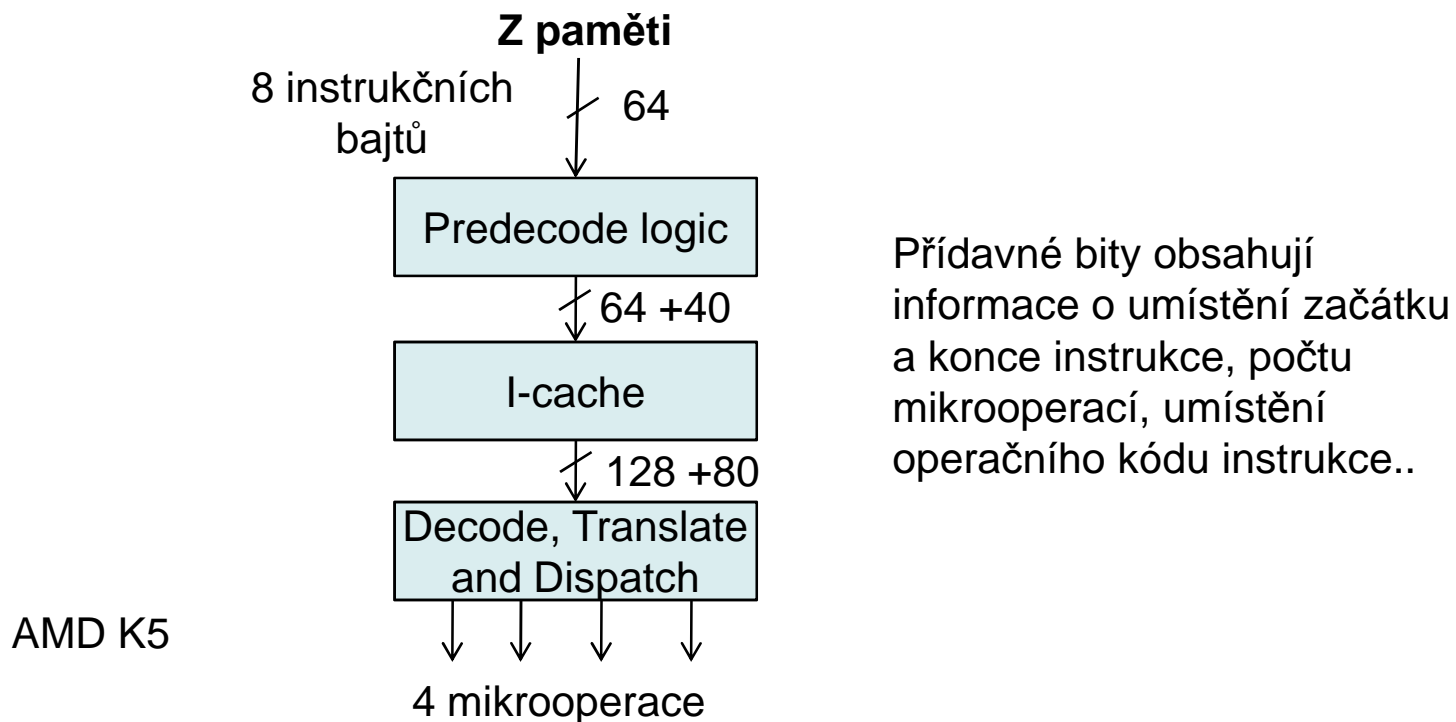 Z paměti
8 instrukčních
bajtů
64
Predecode logic
64 +40
I-cache
128 +80
Decode, Translate
and Dispatch
4 mikrooperace
AMD K5
Přídavné bity obsahují
informace o umístění začátku
a konce instrukce, počtu
mikrooperací, umístění
operačního kódu instrukce..